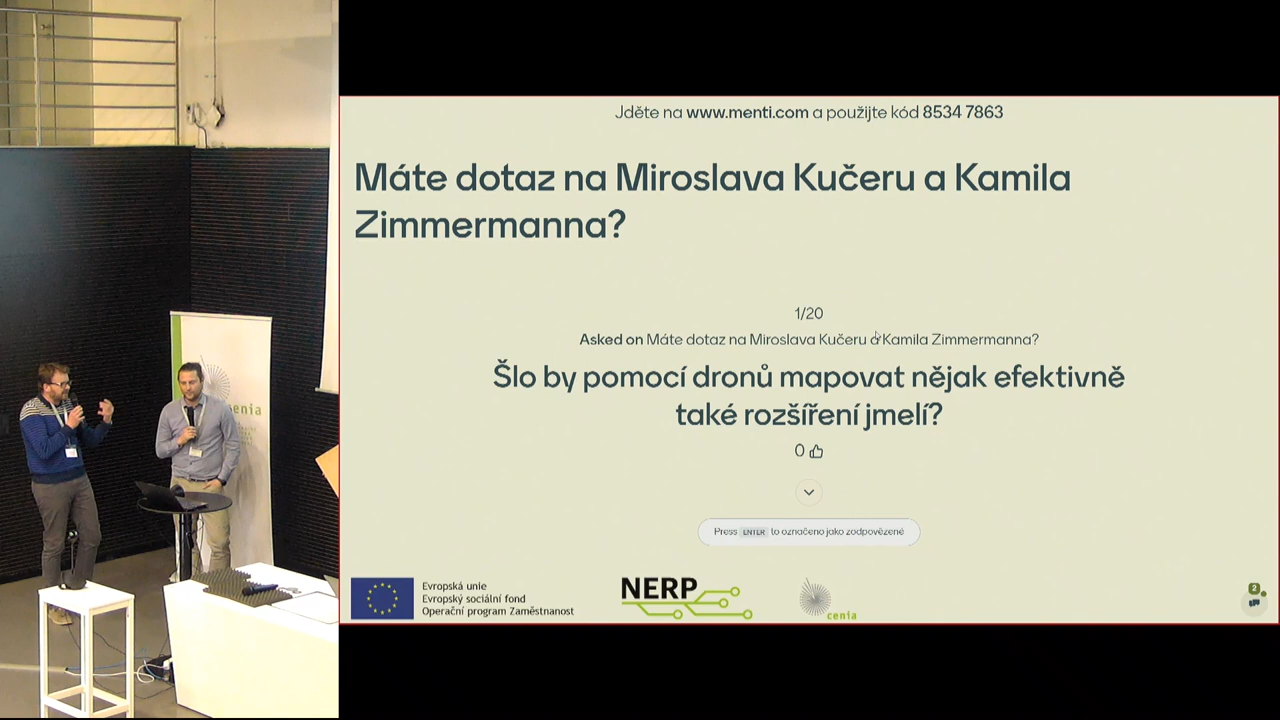 Jděte na www.menti.com a použijte kód 8534 7863
Máte dotaz na Miroslava Kučeru a Kamila
Zimmermanna?
1/20
Asked on Máte dotaz na Miroslava Kučeru a Kamila Zimmermanna?
Šlo by pomocí dronů mapovat nějak efektivně
také rozšíření jmelí?
0
Press ENTER to označeno jako zodpovězené
Evropská unie
Evropský sociální fond
Operační program Zaměstnanost
NERP
cenia
2
cenia